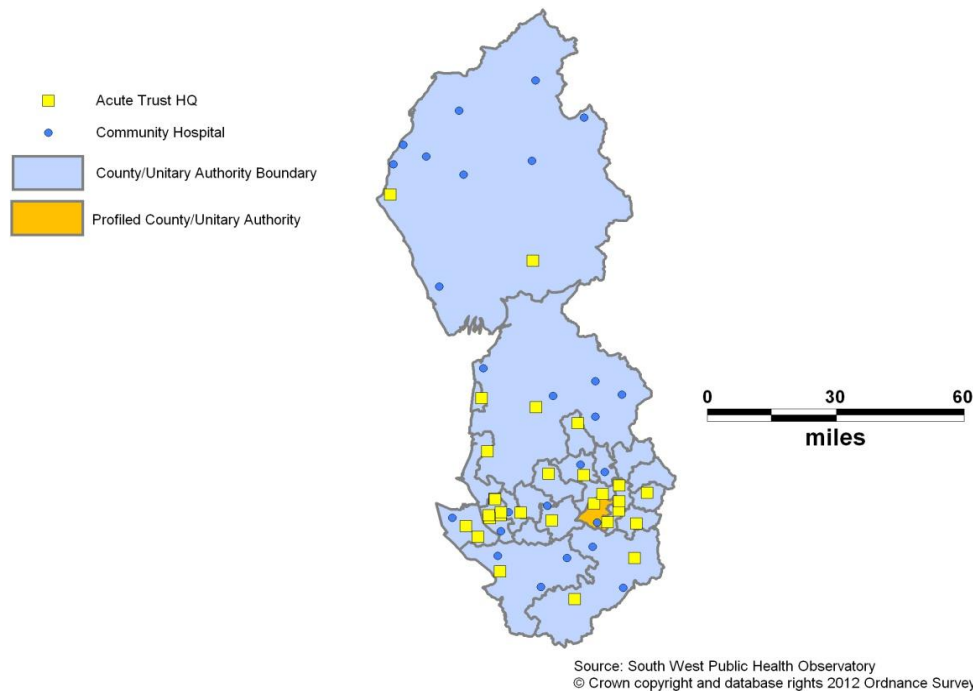 Acute Trust HQ
Community Hospital
County/Unitary Authority Boundary
Profiled County/Unitary Authority
0 30 60
miles
Source: South West Public Health Observatory
© Crown copyright and database rights 2012 Ordnance Survey